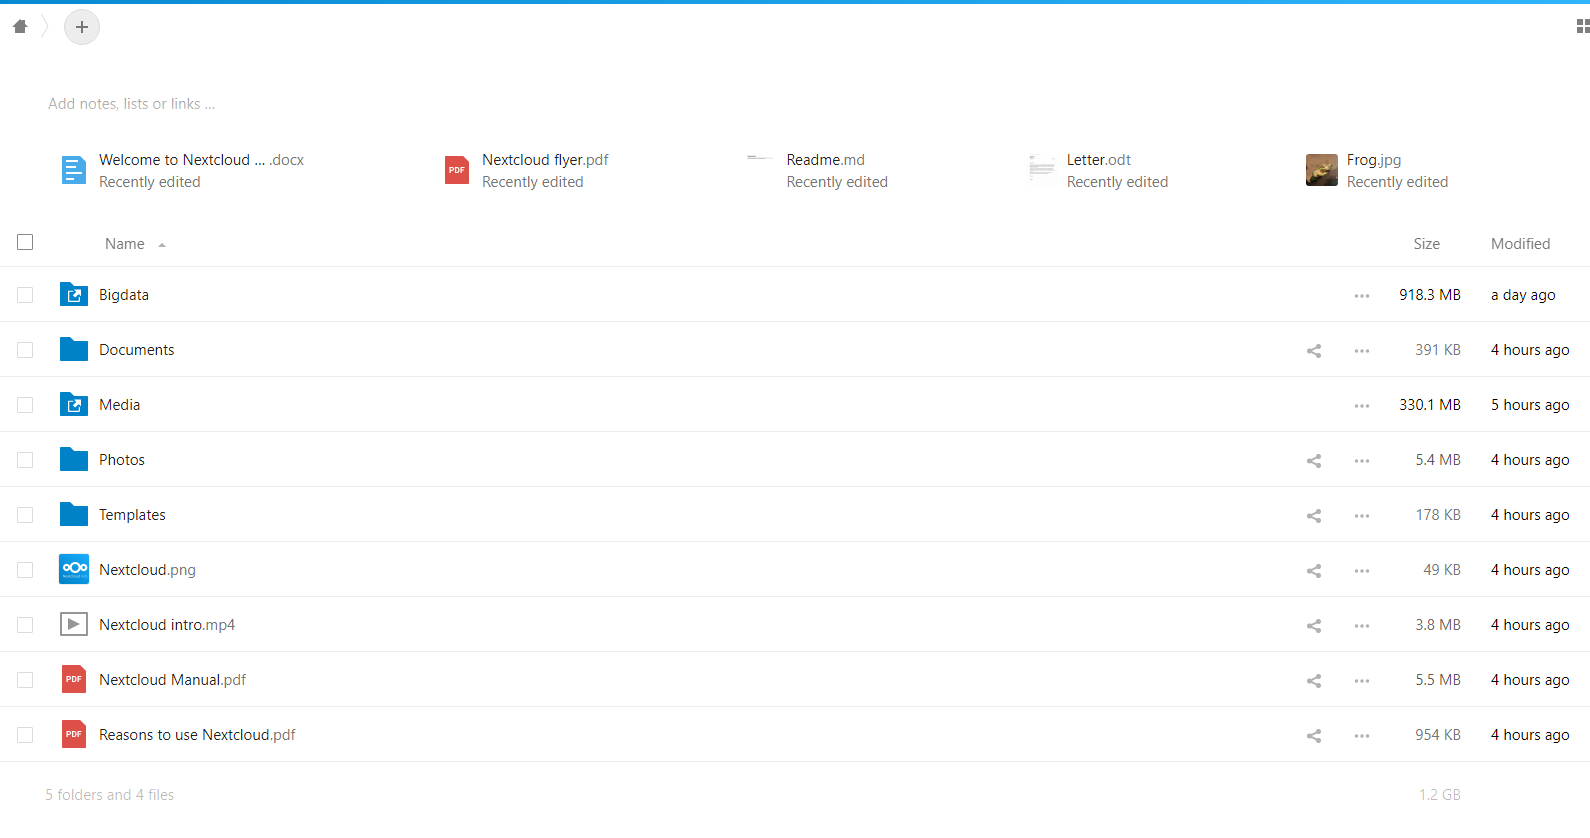 Add notes, lists or links ...
Welcome to Nextcloud ... .docx
Recently edited
PDF
Nextcloud flyer.pdf
Recently edited
Readme.md
Recently edited
Letter.odt
Recently edited
Frog.jpg
Recently edited
Name Size Modified
Bigdata 918.3 MB a day ago
Documents 391 KB 4 hours ago
Media 330.1 MB 5 hours ago
Photos 5.4 MB 4 hours ago
Templates 178 KB 4 hours ago
Nextcloud.png 49 KB 4 hours ago
Nextcloud intro.mp4 3.8 MB 4 hours ago
PDF Nextcloud Manual.pdf 5.5 MB 4 hours ago
PDF Reasons to use Nextcloud.pdf 954 KB 4 hours ago
5 folders and 4 files 1.2 GB